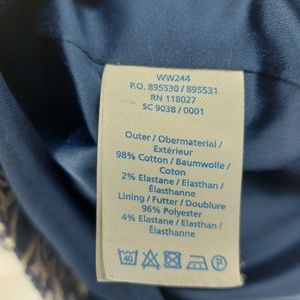 WW244
P.O. 895530 / 895531
RN 118027
SC 9038 / 0001
Outer / Obermaterial /
Extérieur
98% Cotton / Baumwolle /
Coton
2% Elastane / Elasthan /
Élasthanne
Lining / Futter / Doublure
96% Polyester
4% Elastane / Elasthan /
Élasthanne
40